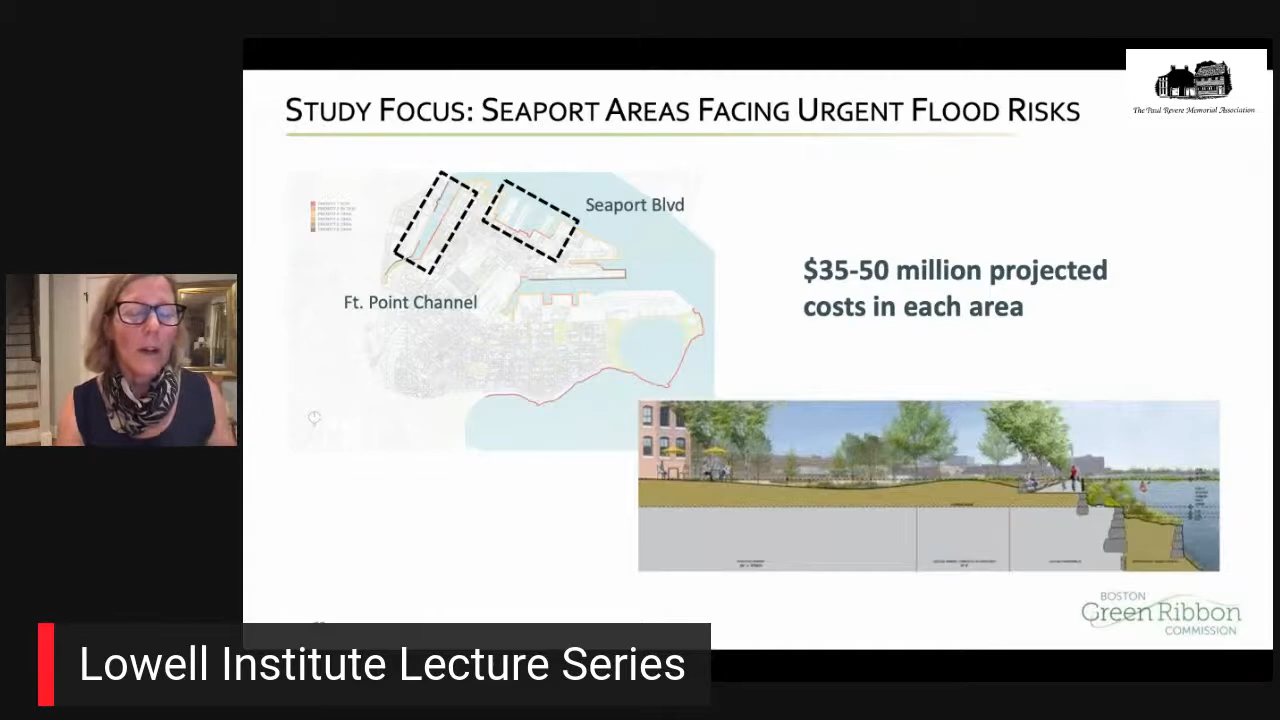 STUDY FOCUS: SEAPORT AREAS FACING URGENT FLOOD RISKS
The Paul Revere Memorial Association
Seaport Blvd
Ft. Point Channel
$35-50 million projected
costs in each area
BOSTON
Green Ribbon
COMMISSION
Lowell Institute Lecture Series